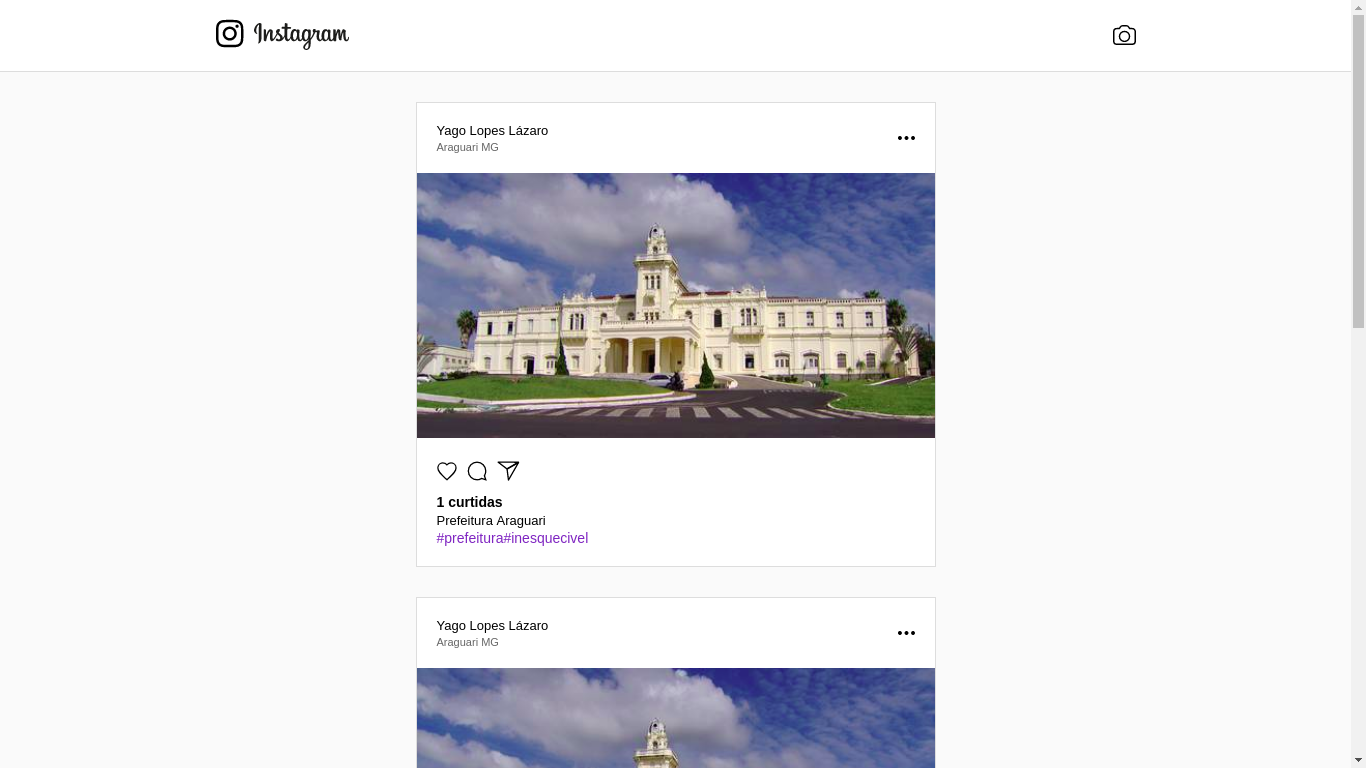 Instagram
Yago Lopes Lázaro
Araguari MG
1 curtidas
Prefeitura Araguari
#prefeitura#inesquecivel
Yago Lopes Lázaro
Araguari MG